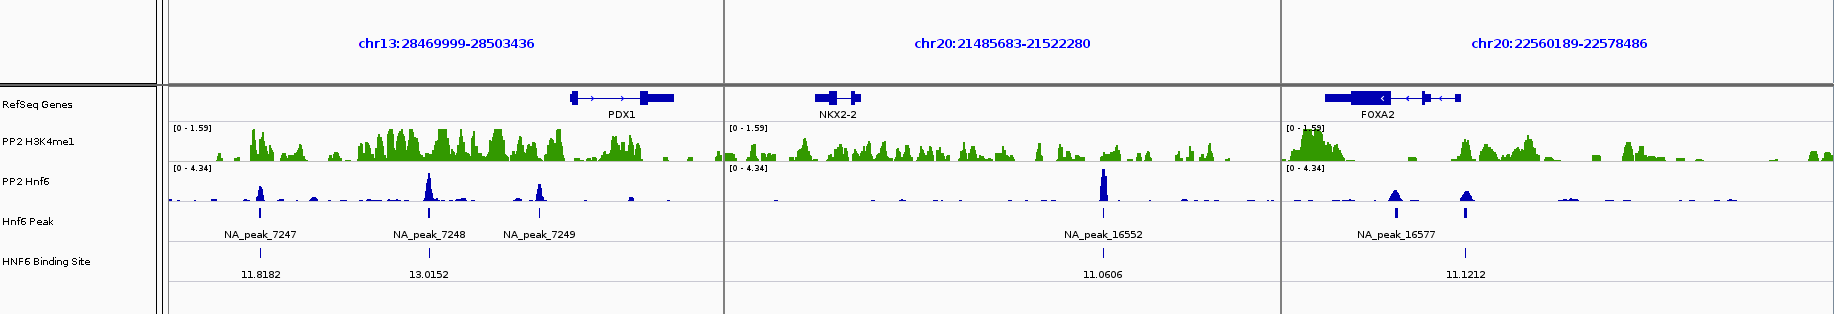 chr13:28469999-28503436 chr20:21485683-21522280 chr20:22560189-22578486
RefSeq Genes
PDX1 NKX2-2 FOXA2
[0 - 1.59] [0 - 1.59] [0 - 1.59]
PP2 H3K4me1
[0 - 4.34] [0 - 4.34] [0 - 4.34]
PP2 Hnf6
Hnf6 Peak
NA_peak_7247 NA_peak_7248 NA_peak_7249 NA_peak_16552 NA_peak_16577
HNF6 Binding Site
11.8182 13.0152 11.0606 11.1212